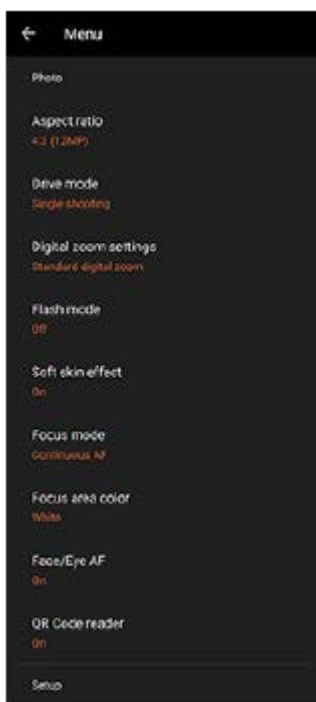 Menu
Photo
Aspect ratio
4:3 (12MP)
Drive mode
Single shooting
Digital zoom settings
Standard digital zoom
Flash mode
Off
Soft skin effect
On
Focus mode
Continuous AF
Focus area color
White
Face/Eye AF
On
QR Code reader
On
Setup